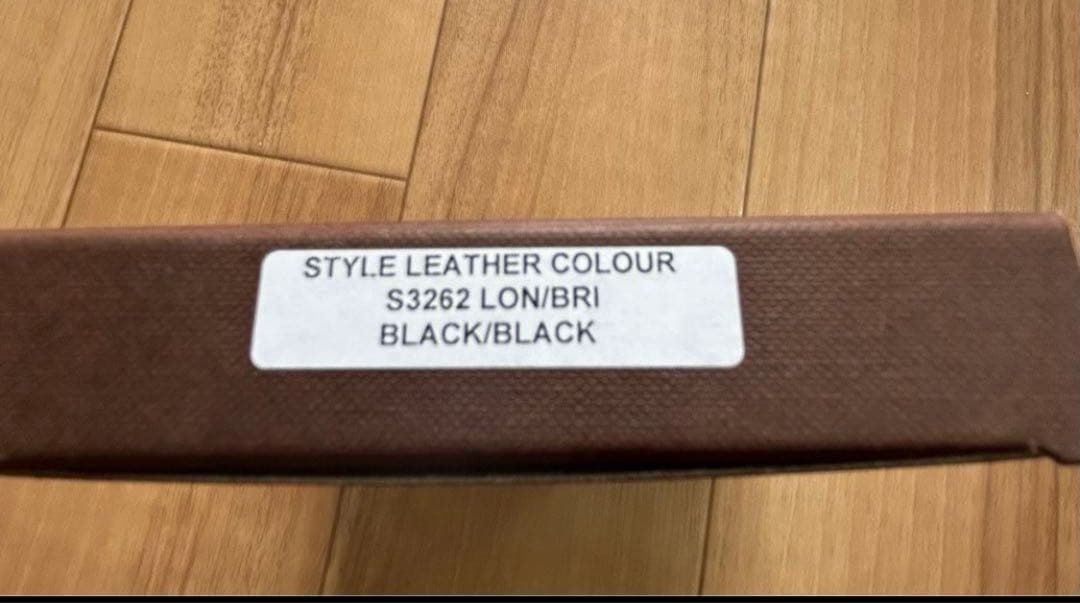 STYLE LEATHER COLOUR
S3262 LON/BRI
BLACK/BLACK